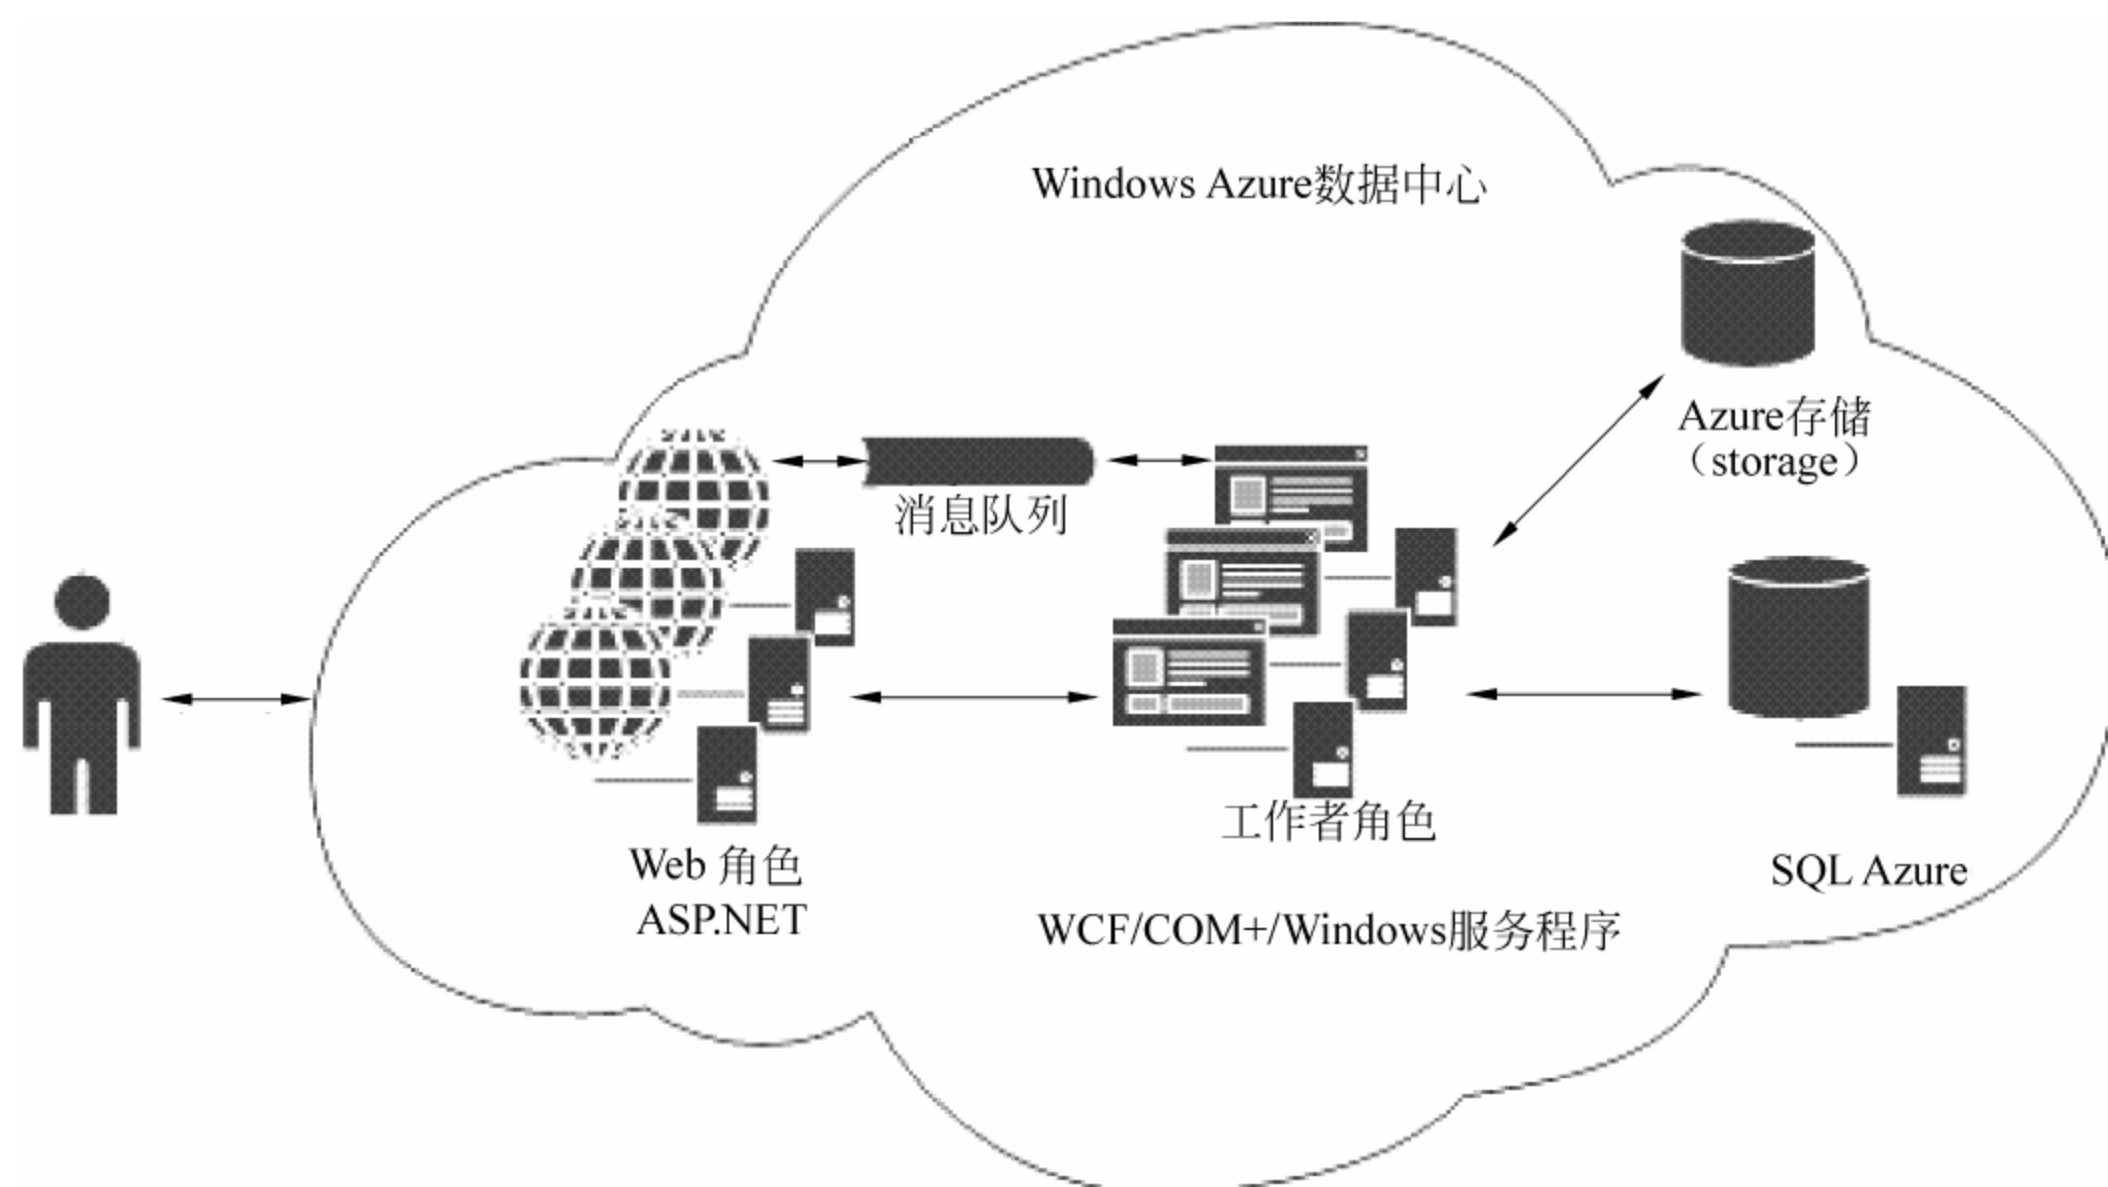 Windows Azure数据中心
Azure存储
（storage）
消息队列
工作者角色
Web 角色
ASP.NET
SQL Azure
WCF/COM+/Windows服务程序